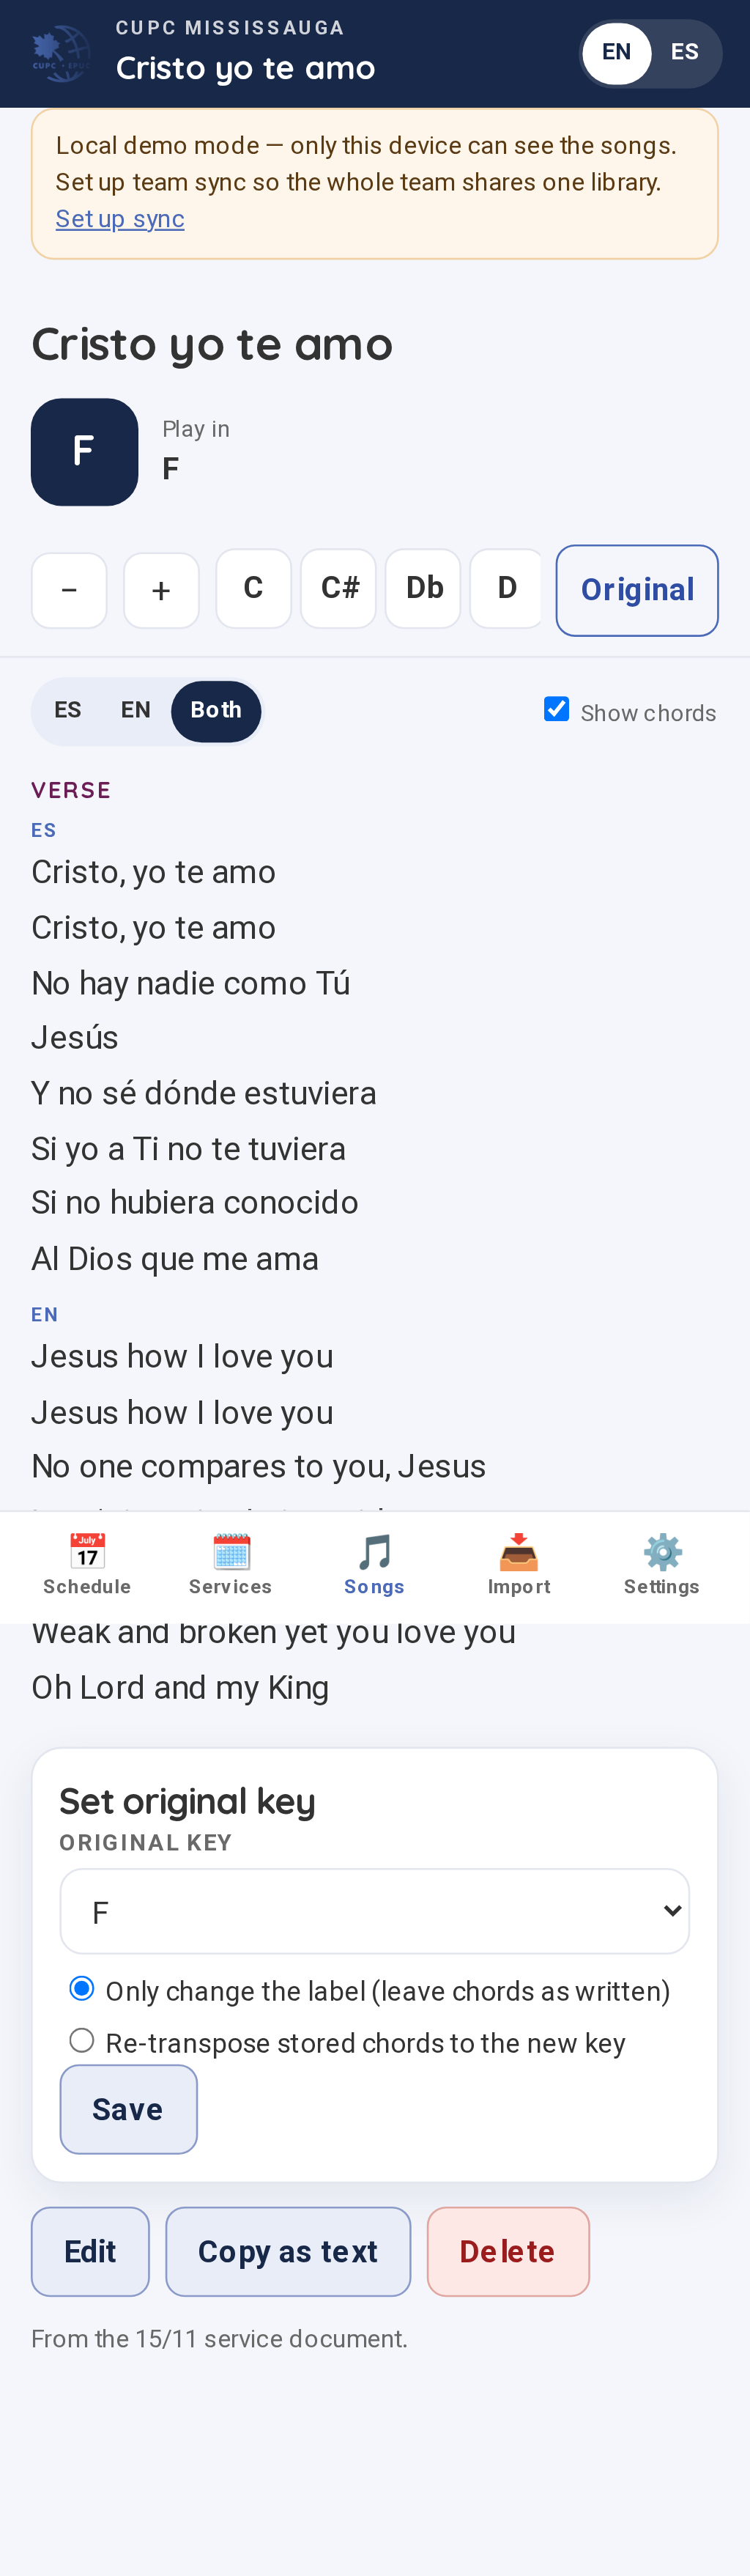 CUPC MISSISSAUGA
Cristo yo te amo
EN ES
CUPC
Local demo mode — only this device can see the songs.
Set up team sync so the whole team shares one library.
Set up sync
Cristo yo te amo
F
Play in
F
− + C C# Db D Original
ES EN Both Show chords
VERSE
ES
Cristo, yo te amo
Cristo, yo te amo
No hay nadie como Tú
Jesús
Y no sé dónde estuviera
Si yo a Ti no te tuviera
Si no hubiera conocido
Al Dios que me ama
EN
Jesus how I love you
Jesus how I love you
No one compares to you, Jesus
July
17
Schedule Services Songs Import Settings
Weak and broken yet you love you
Oh Lord and my King
Set original key
ORIGINAL KEY
F
Only change the label (leave chords as written)
Re-transpose stored chords to the new key
Save
Edit Copy as text Delete
From the 15/11 service document.